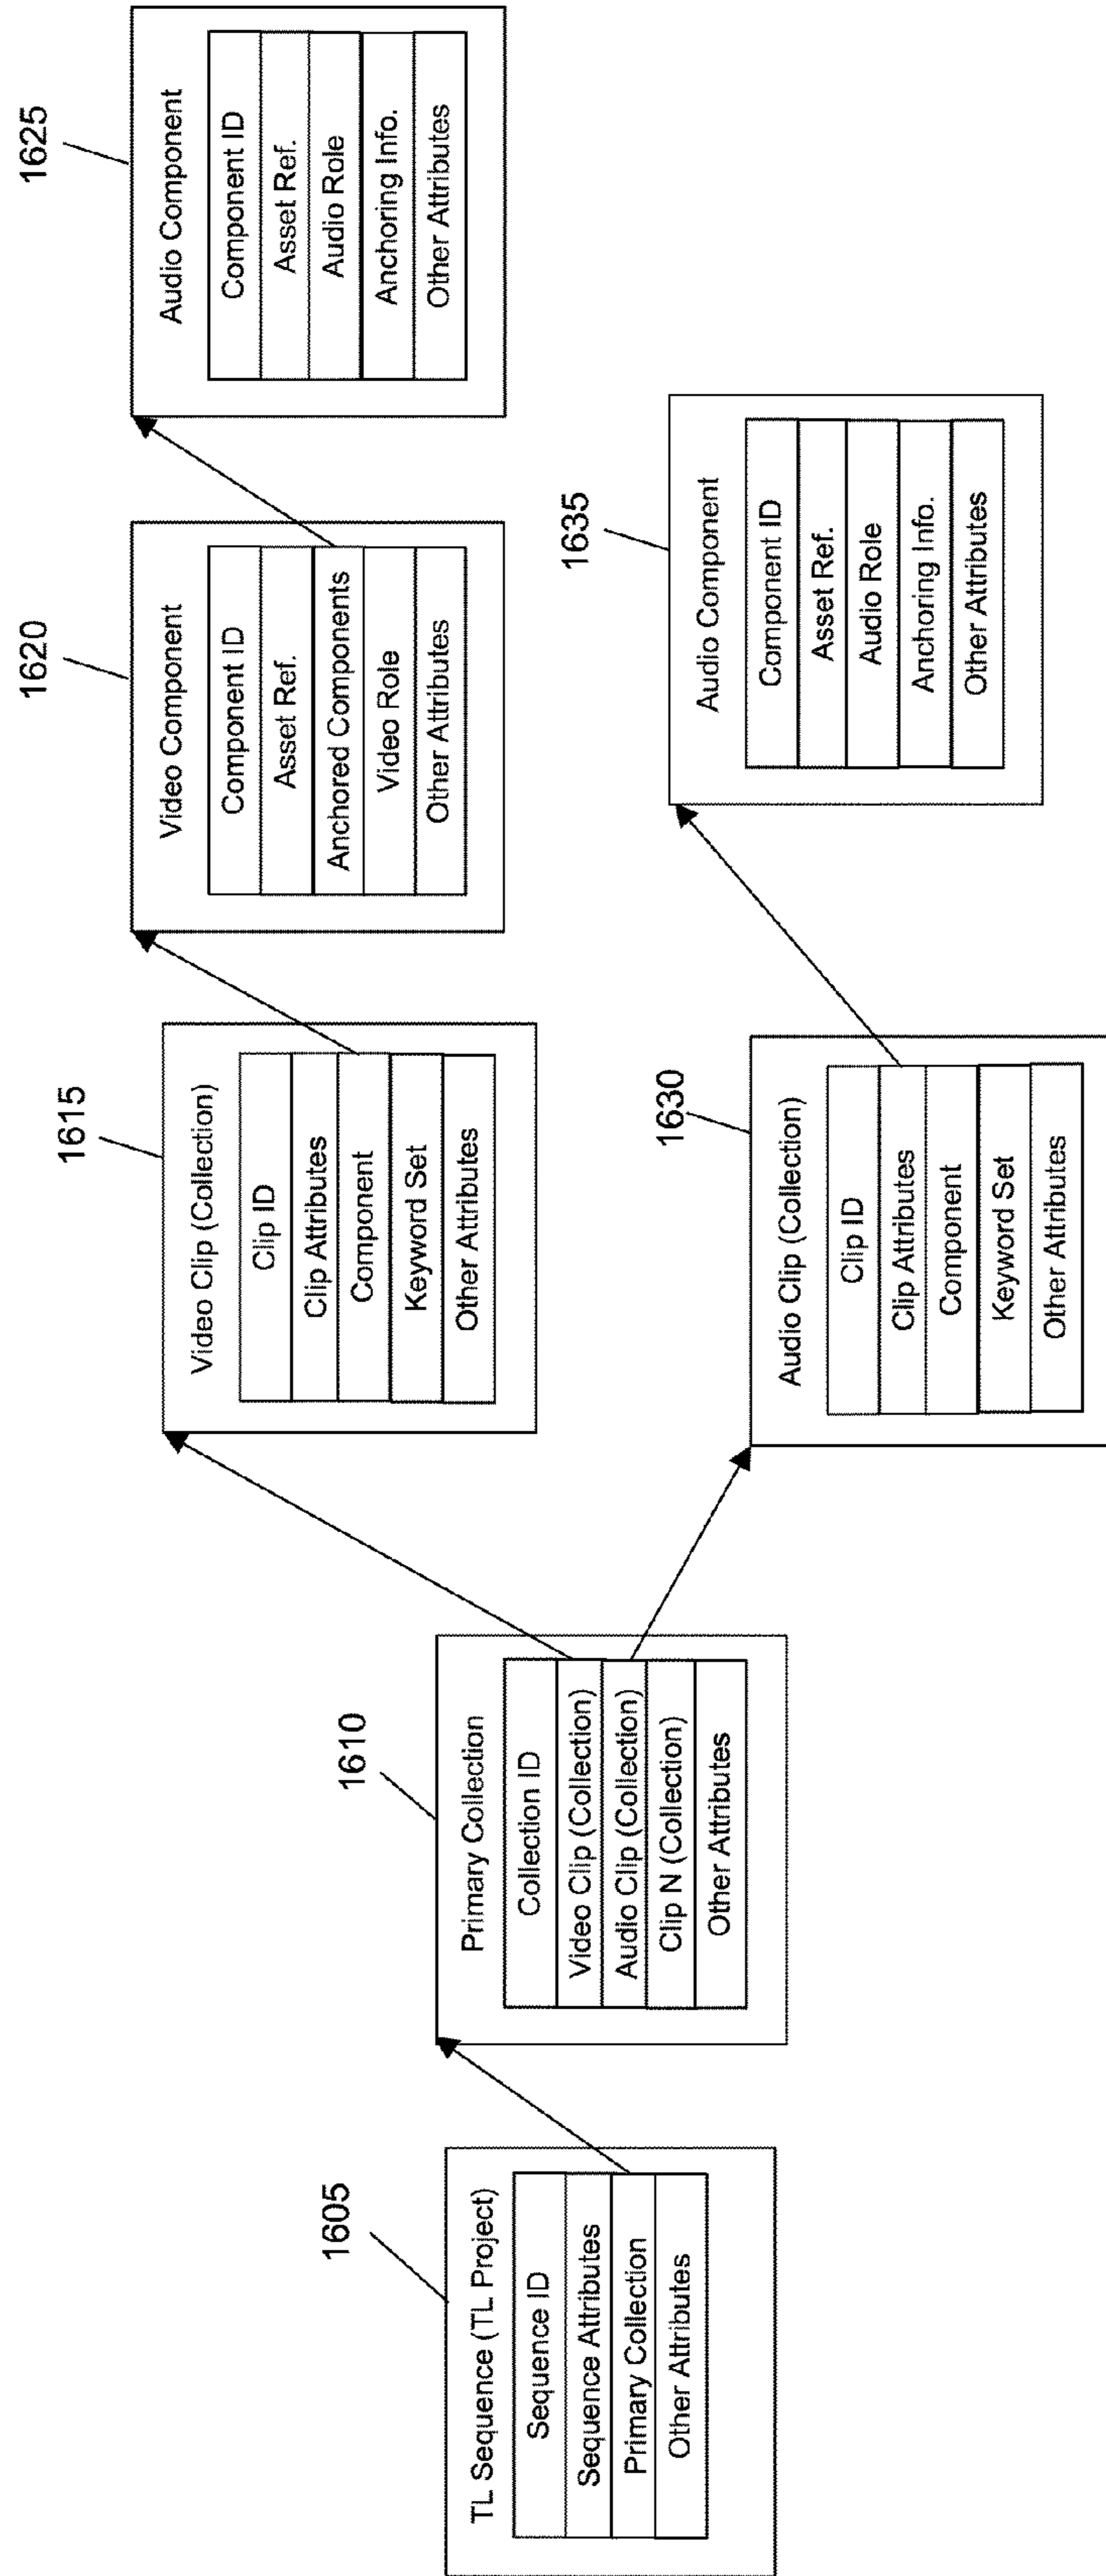 1605
TL Sequence (TL Project)
Sequence ID
Sequence Attributes
Primary Collection
Other Attributes
1610
Primary Collection
Collection ID
Video Clip (Collection)
Audio Clip (Collection)
Clip N (Collection)
Other Attributes
1615
Video Clip (Collection)
Clip ID
Clip Attributes
Component
Keyword Set
Other Attributes
1620
Video Component
Component ID
Asset Ref.
Anchored Components
Video Role
Other Attributes
1625
Audio Component
Component ID
Asset Ref.
Audio Role
Anchoring Info.
Other Attributes
1630
Audio Clip (Collection)
Clip ID
Clip Attributes
Component
Keyword Set
Other Attributes
1635
Audio Component
Component ID
Asset Ref.
Audio Role
Anchoring Info.
Other Attributes